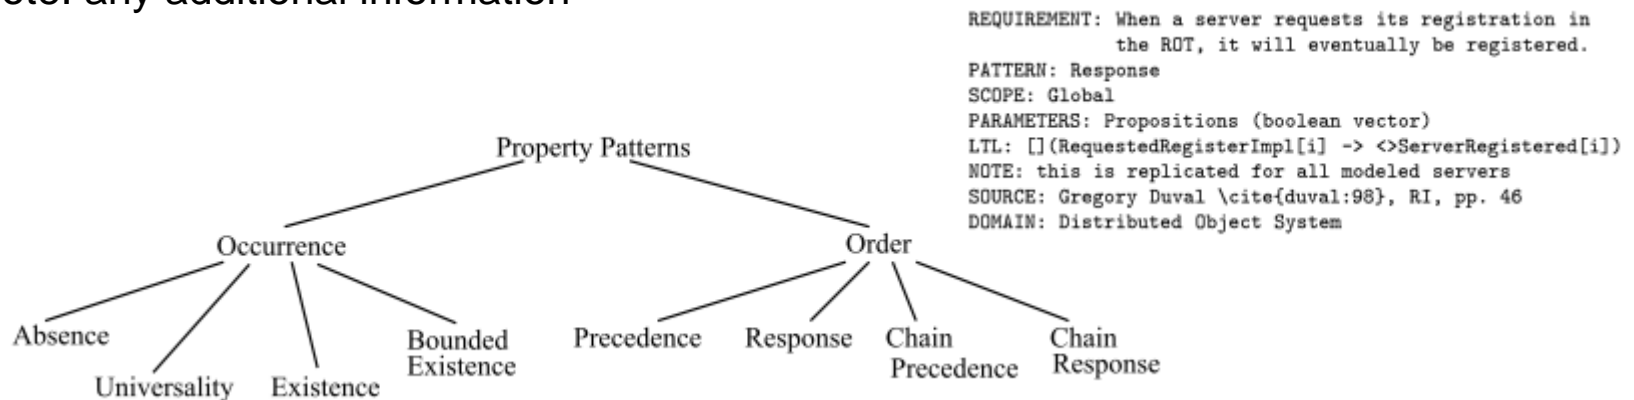 any additional information
REQUIREMENT: When a server requests its registration in
the ROT, it will eventually be registered.
PATTERN: Response
SCOPE: Global
PARAMETERS: Propositions (boolean vector)
LTL: [](RequestedRegisterImpl[i] -> <>ServerRegistered[i])
NOTE: this is replicated for all modeled servers
SOURCE: Gregory Duval \cite{duval:98}, RI, pp. 46
DOMAIN: Distributed Object System
Property Patterns
Occurrence
Order
Absence
Universality
Existence
Bounded
Existence
Precedence
Response
Chain
Precedence
Chain
Response